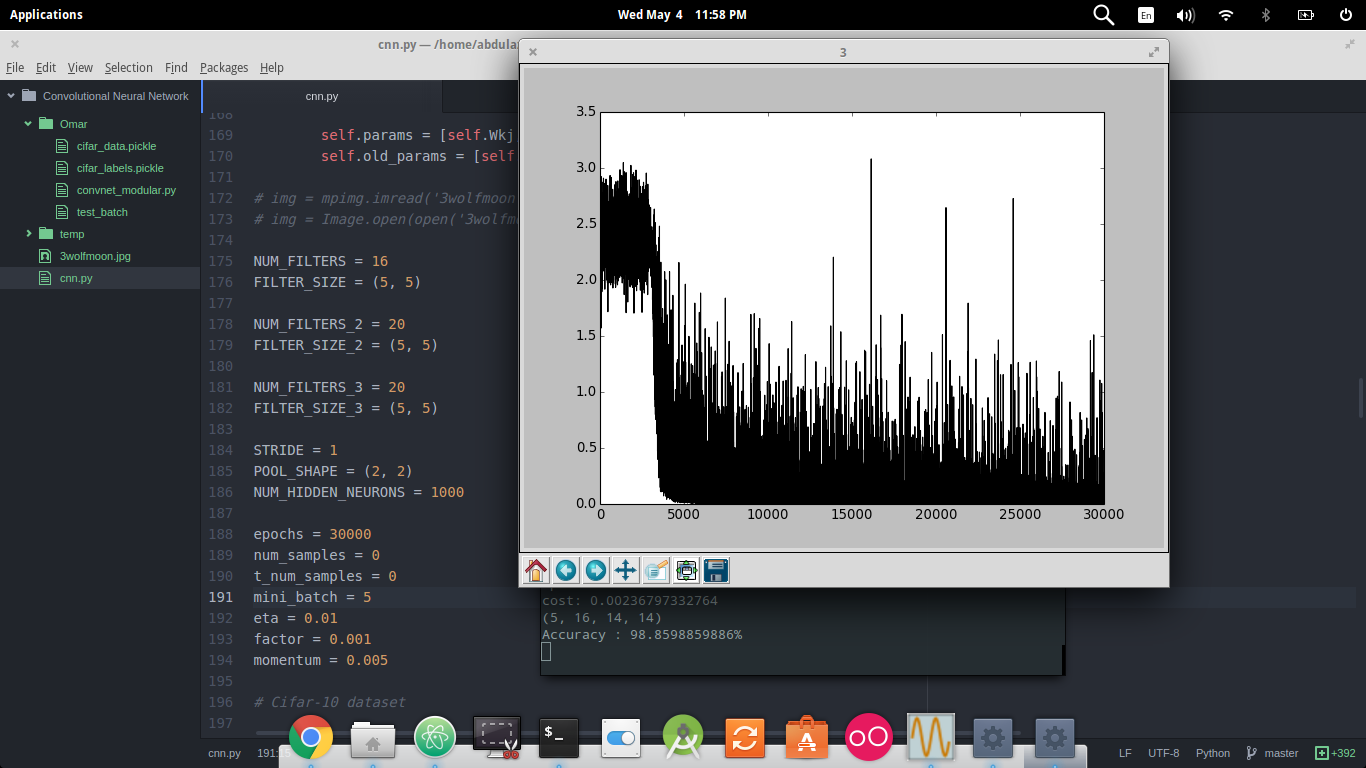 Applications
Wed May 4 11:58 PM
En
cnn.py — /home/abdula
File Edit View Selection Find Packages Help
Convolutional Neural Network
Omar
cifar_data.pickle
cifar_labels.pickle
convnet_modular.py
test_batch
temp
3wolfmoon.jpg
cnn.py
cnn.py
168
169 self.params = [self.Wkj
170 self.old_params = [self
171
172 # img = mpimg.imread('3wolfmoon
173 # img = Image.open(open('3wolfm
174
175 NUM_FILTERS = 16
176 FILTER_SIZE = (5, 5)
177
178 NUM_FILTERS_2 = 20
179 FILTER_SIZE_2 = (5, 5)
180
181 NUM_FILTERS_3 = 20
182 FILTER_SIZE_3 = (5, 5)
183
184 STRIDE = 1
185 POOL_SHAPE = (2, 2)
186 NUM_HIDDEN_NEURONS = 1000
187
188 epochs = 30000
189 num_samples = 0
190 t_num_samples = 0
191 mini_batch = 5
192 eta = 0.01
193 factor = 0.001
194 momentum = 0.005
195
196 # Cifar-10 dataset
197
3
3.5
3.0
2.5
2.0
1.5
1.0
0.5
0.0
0 5000 10000 15000 20000 25000 30000
cost: 0.00236797332764
(5, 16, 14, 14)
Accuracy : 98.8598859886%
$_
A
cnn.py 191:
LF UTF-8 Python master +392